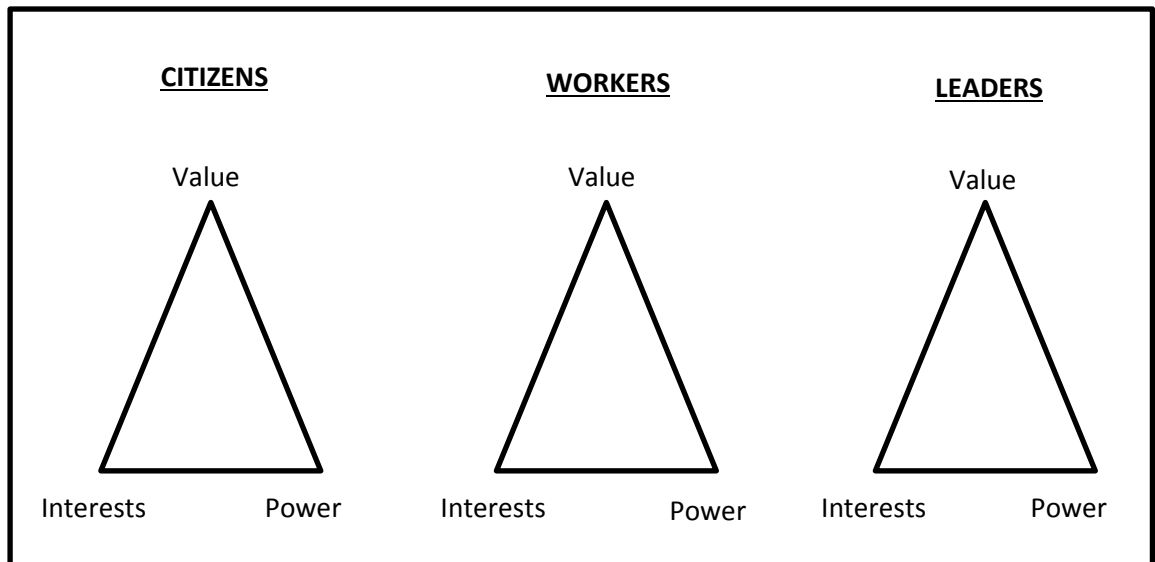 CITIZENS WORKERS LEADERS
Value Value Value
Interests Power Interests Power Interests Power